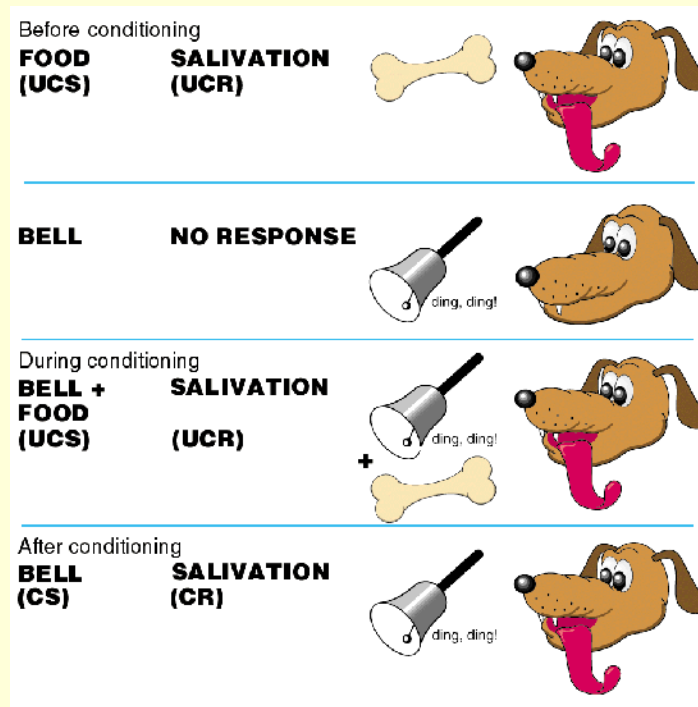 Before conditioning
FOOD SALIVATION
(UCS) (UCR)
BELL NO RESPONSE
ding, ding!
During conditioning
BELL + SALIVATION
FOOD
(UCS) (UCR)
ding, ding!
+
After conditioning
BELL SALIVATION
(CS) (CR)
ding, ding!